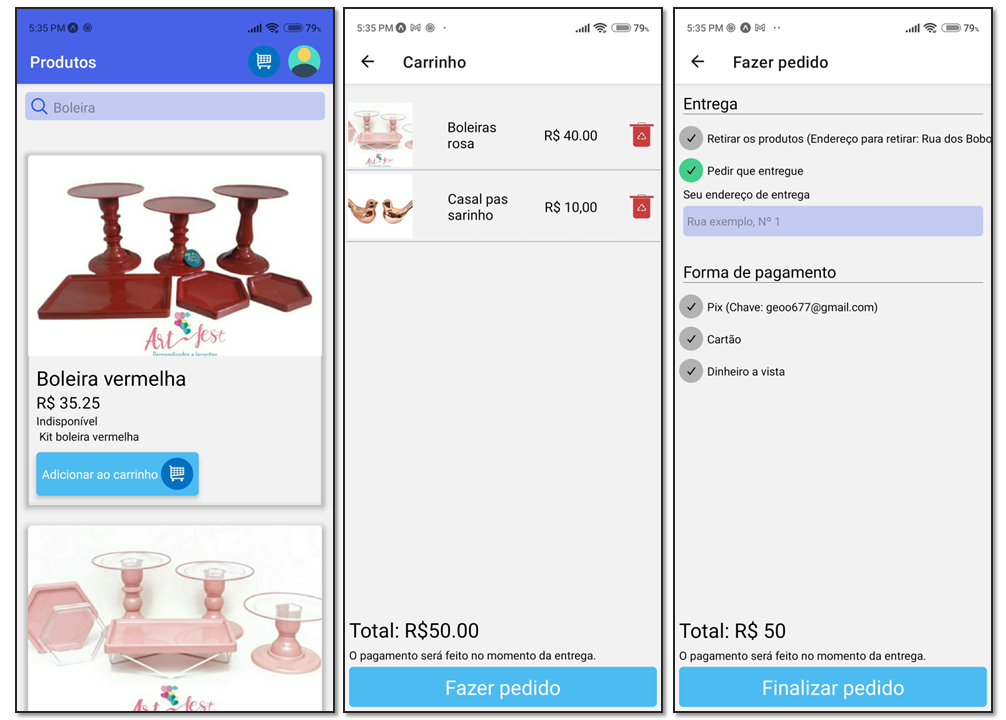 5:35 PM
79%
Produtos
Boleira
Art Fest
Personalizados e locações
Boleira vermelha
R$ 35.25
Indisponível
Kit boleira vermelha
Adicionar ao carrinho
Art Fest
5:35 PM
79%
Carrinho
Boleiras
rosa
R$ 40.00
Art Fest
Casal pas
sarinho
R$ 10,00
Total: R$50.00
O pagamento será feito no momento da entrega.
Fazer pedido
5:35 PM
79%
Fazer pedido
Entrega
Retirar os produtos (Endereço para retirar: Rua dos Bobo
Pedir que entregue
Seu endereço de entrega
Rua exemplo, Nº 1
Forma de pagamento
Pix (Chave: geoo677@gmail.com)
Cartão
Dinheiro a vista
Total: R$ 50
O pagamento será feito no momento da entrega.
Finalizar pedido